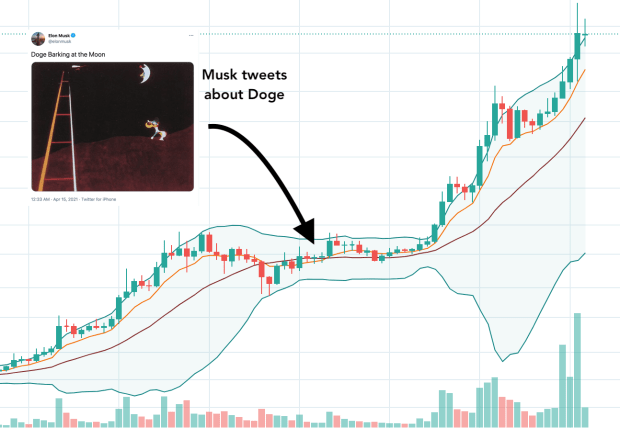 Elon Musk
@elonmusk
Doge Barking at the Moon
12:33 AM · Apr 15, 2021 · Twitter for iPhone
Musk tweets
about Doge